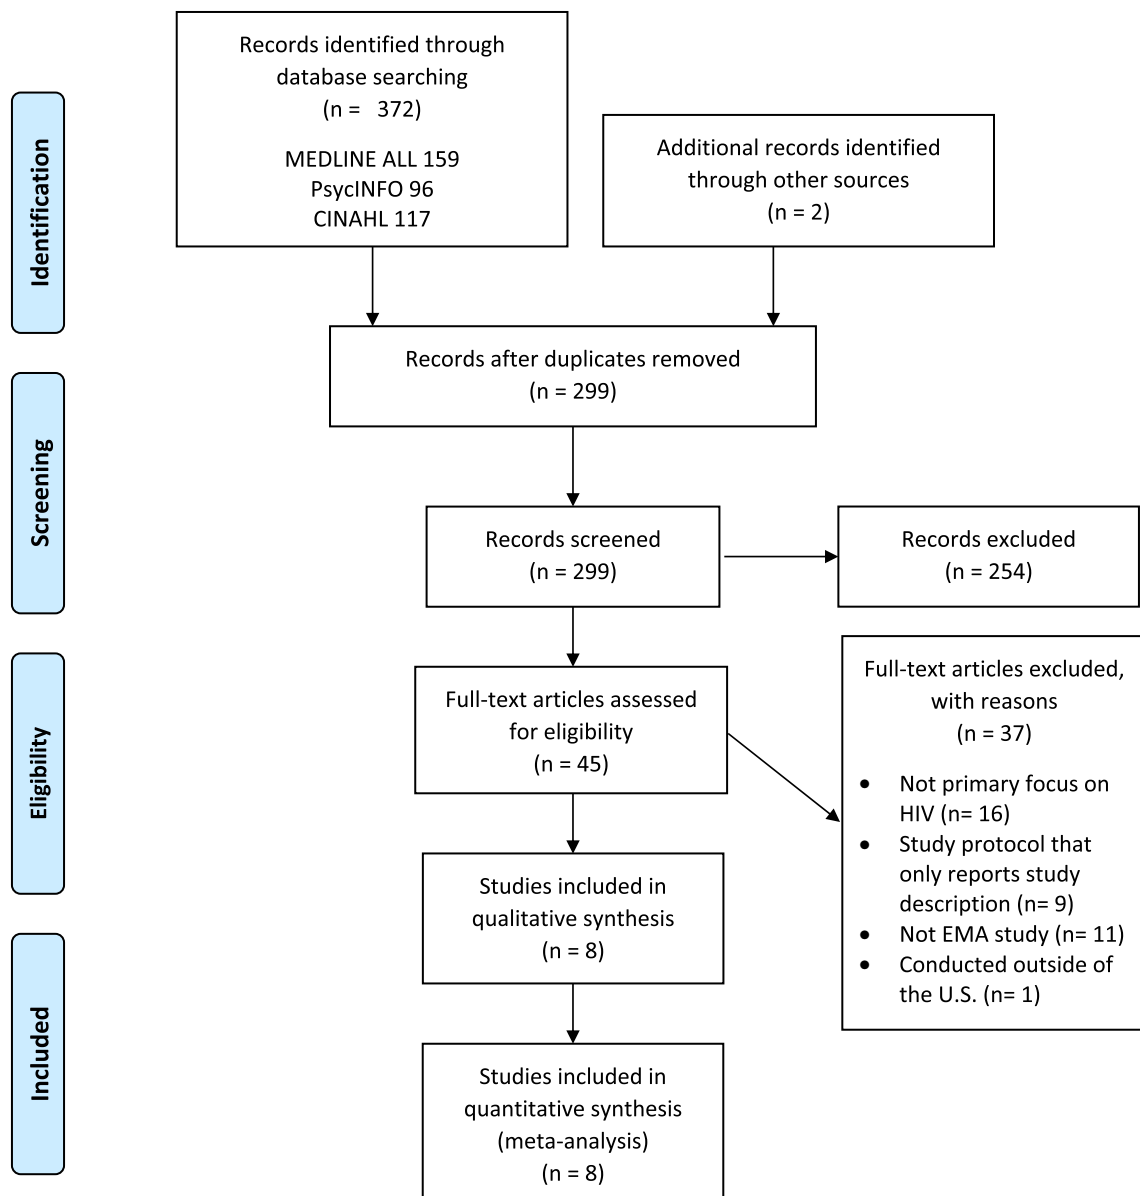 Identification
Records identified through
database searching
(n =   372)
MEDLINE ALL 159
PsycINFO 96
CINAHL 117
Additional records identified
through other sources
(n = 2)
Records after duplicates removed
(n = 299)
Screening
Records screened
(n = 299)
Records excluded
(n = 254)
Eligibility
Full-text articles assessed
for eligibility
(n = 45)
Full-text articles excluded,
with reasons
(n = 37)
• Not primary focus on
HIV (n= 16)
• Study protocol that
only reports study
description (n= 9)
• Not EMA study (n= 11)
• Conducted outside of
the U.S. (n= 1)
Studies included in
qualitative synthesis
(n = 8)
Included
Studies included in
quantitative synthesis
(meta-analysis)
(n = 8)